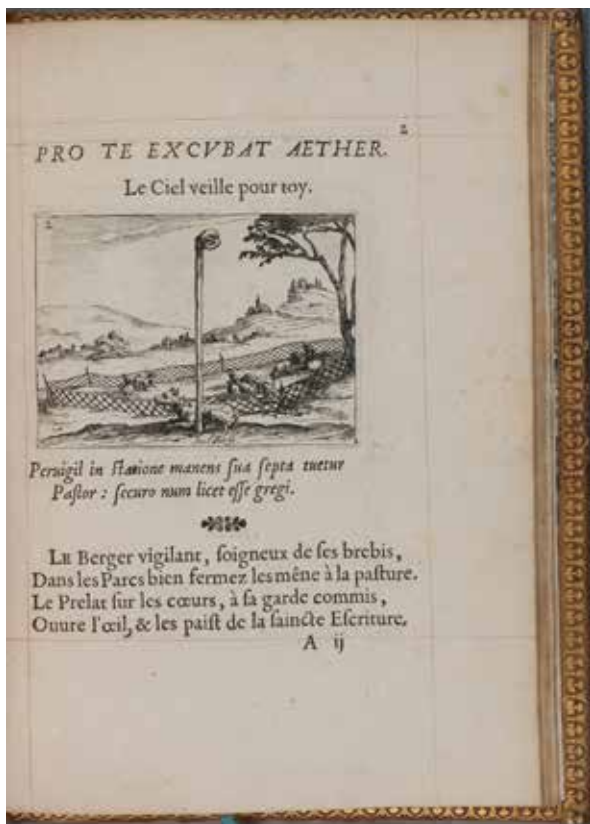 2
PRO TE EXCVBAT AETHER.
Le Ciel veille pour toy.
2
Peruigil in statione manens sua septa tuetur
Pastor : securo num licet esse gregi.
LE Berger vigilant, soigneux de ses brebis,
Dans les Parcs bien fermez les mêne à la pasture.
Le Prelat sur les cœurs, à sa garde commis,
Ouure l'œil, & les paist de la saincte Escriture.
A ij